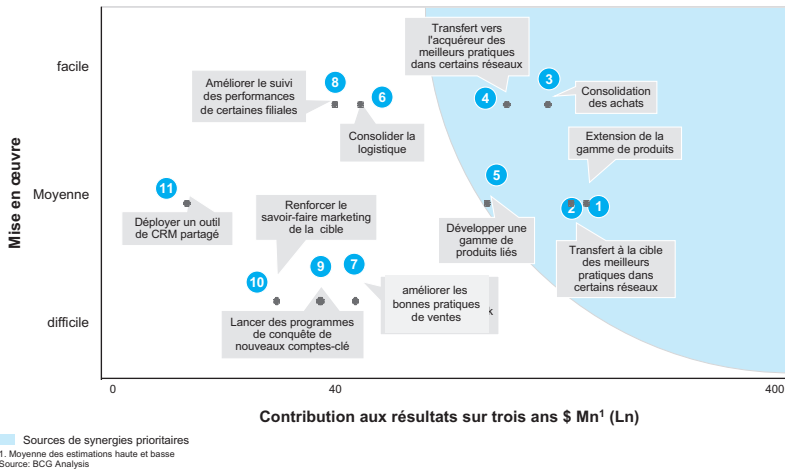 Transfert vers
l'acquéreur des
meilleurs pratiques
dans certains réseaux
facile
3
8
Améliorer le suivi
des performances
de certaines filiales
6
4
Consolidation
des achats
Consolider la
logistique
Extension de la
gamme de produits
Mise en œuvre
Moyenne
11
5
Renforcer le
savoir-faire marketing
de la cible
2
1
Déployer un outil
de CRM partagé
Développer une
gamme de
produits liés
Transfert à la cible
des meilleurs
pratiques dans
certains réseaux
10
9
7
améliorer les
bonnes pratiques
de ventes
k
difficile
Lancer des programmes
de conquête de
nouveaux comptes-clé
0
40
400
Contribution aux résultats sur trois ans $ Mn¹ (Ln)
Sources de synergies prioritaires
1. Moyenne des estimations haute et basse
Source: BCG Analysis